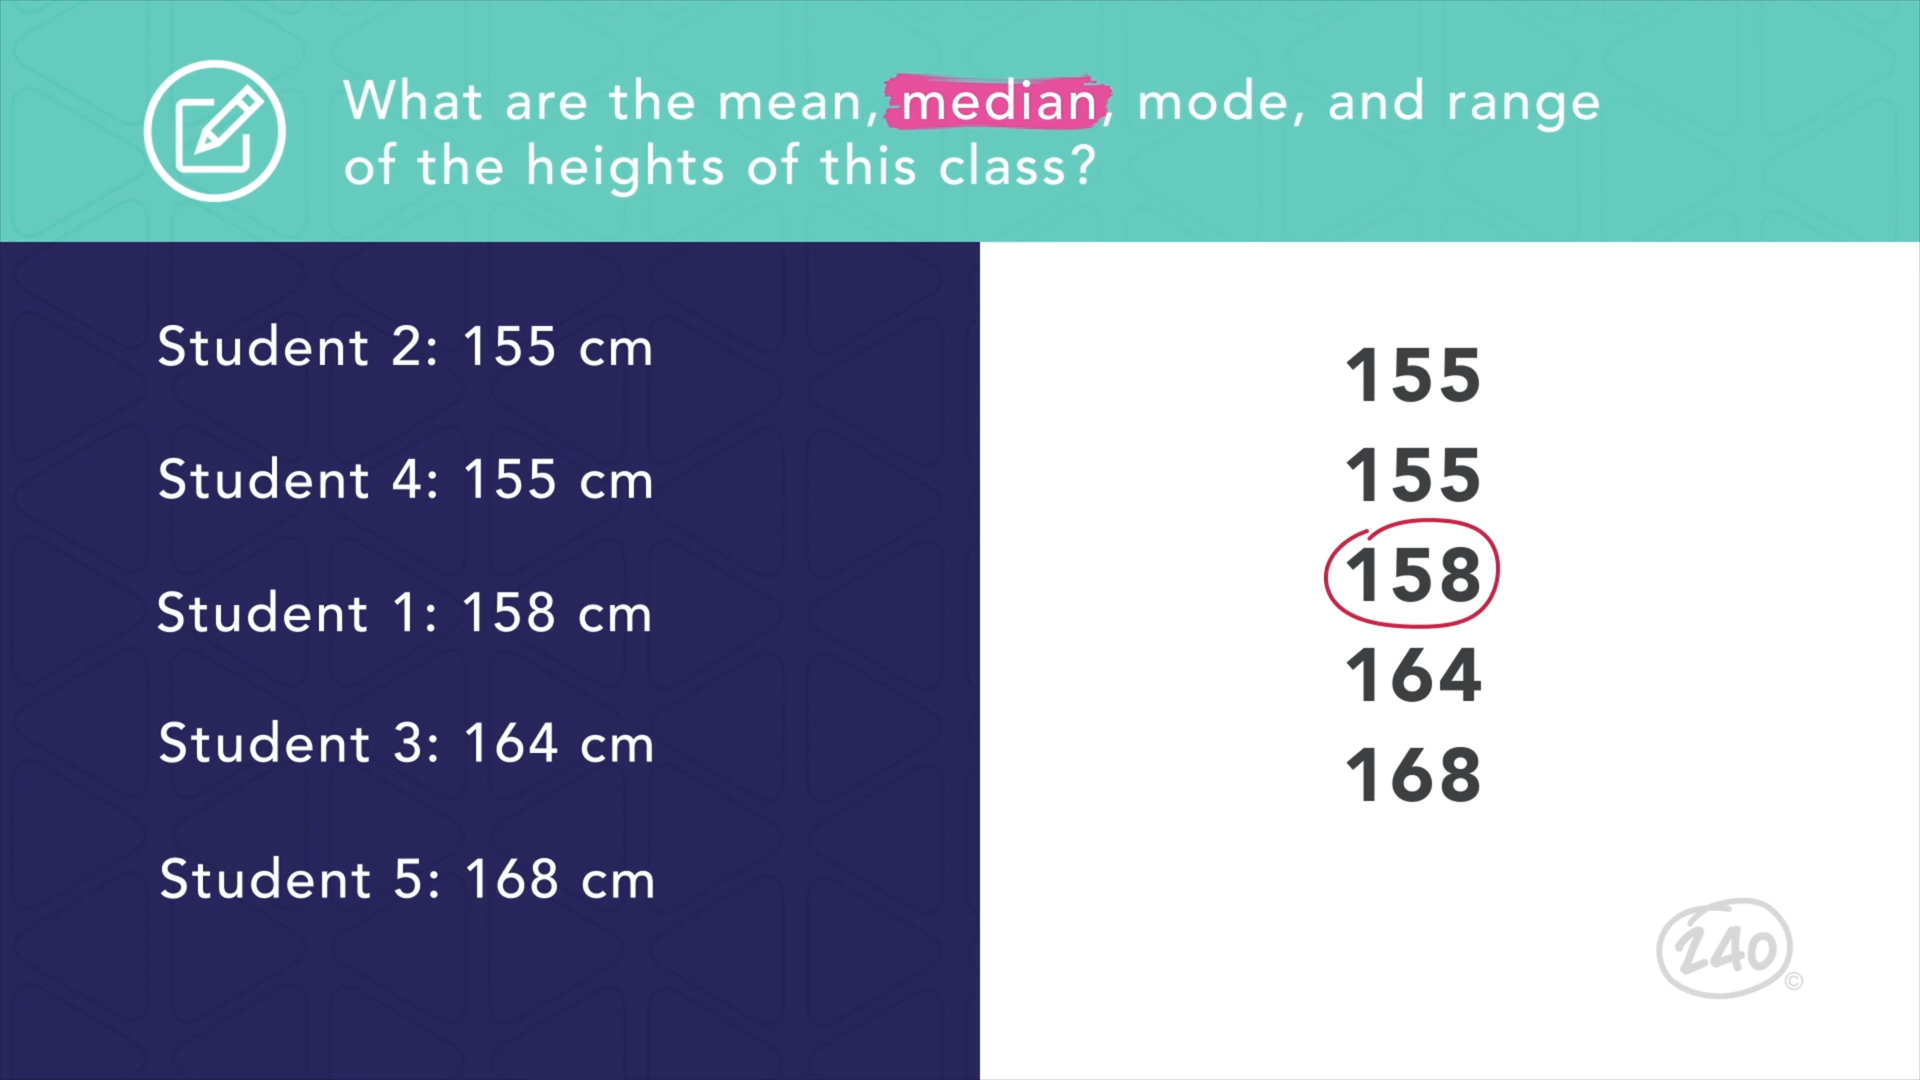 What are the mean, median, mode, and range
of the heights of this class?
Student 2: 155 cm
Student 4: 155 cm
Student 1: 158 cm
Student 3: 164 cm
Student 5: 168 cm
155
155
158
164
168
240
©